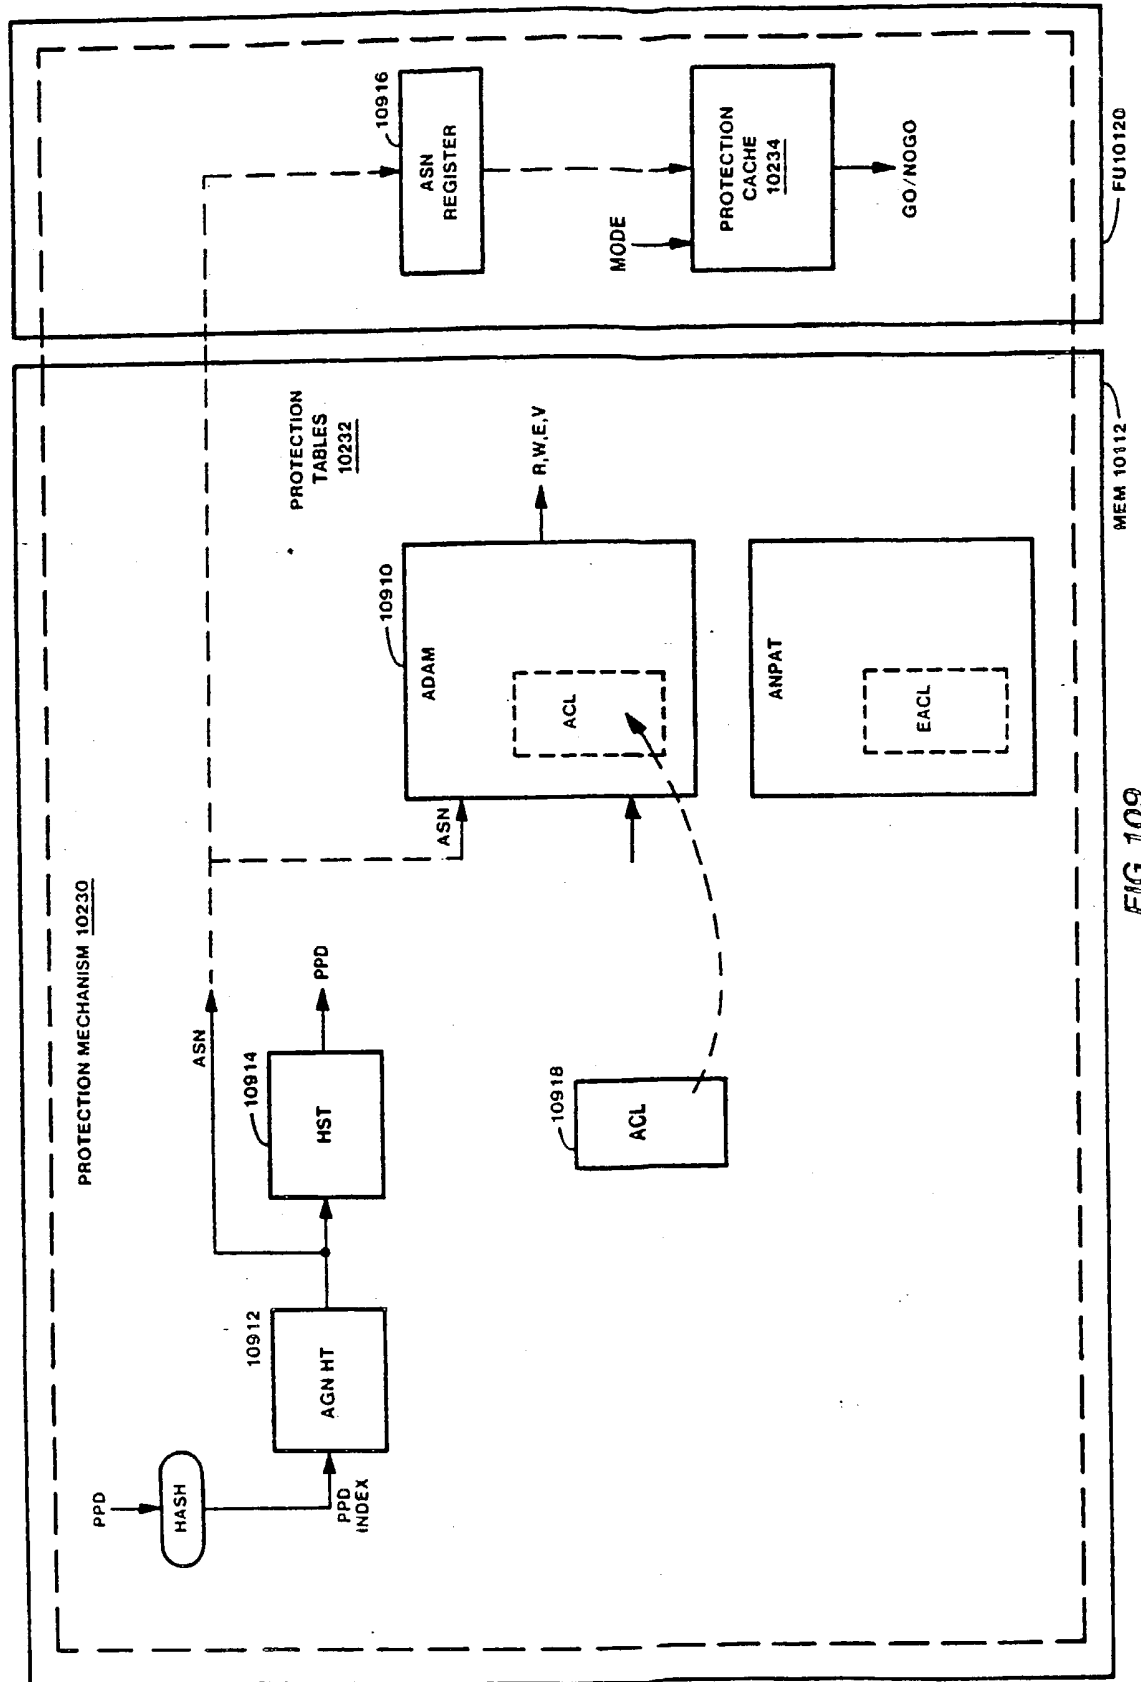 PROTECTION MECHANISM 10230
PPD
HASH
PPD
INDEX
AGN HT
10912
ASN
HST
10914
PPD
ACL
10918
PROTECTION
TABLES
10232
ASN
ADAM
10910
ACL
R,W,E,V
ANPAT
EACL
MEM 10112
ASN
REGISTER
10916
MODE
PROTECTION
CACHE
10234
GO/NOGO
FU10120
FIG 109